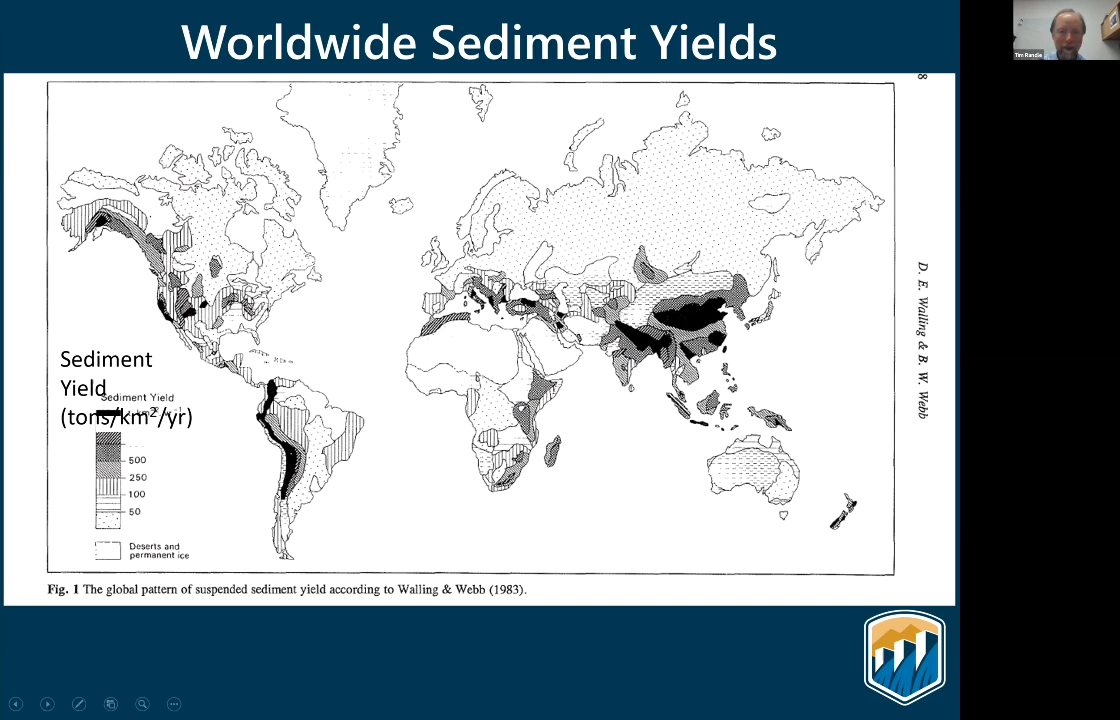 Worldwide Sediment Yields
Tim Randle
8
D. E. Walling & B. W. Webb
Sediment
Yield
(tons/km²/yr)
Sediment Yield
500
250
100
50
Deserts and
permanent ice
Fig. 1 The global pattern of suspended sediment yield according to Walling & Webb (1983).